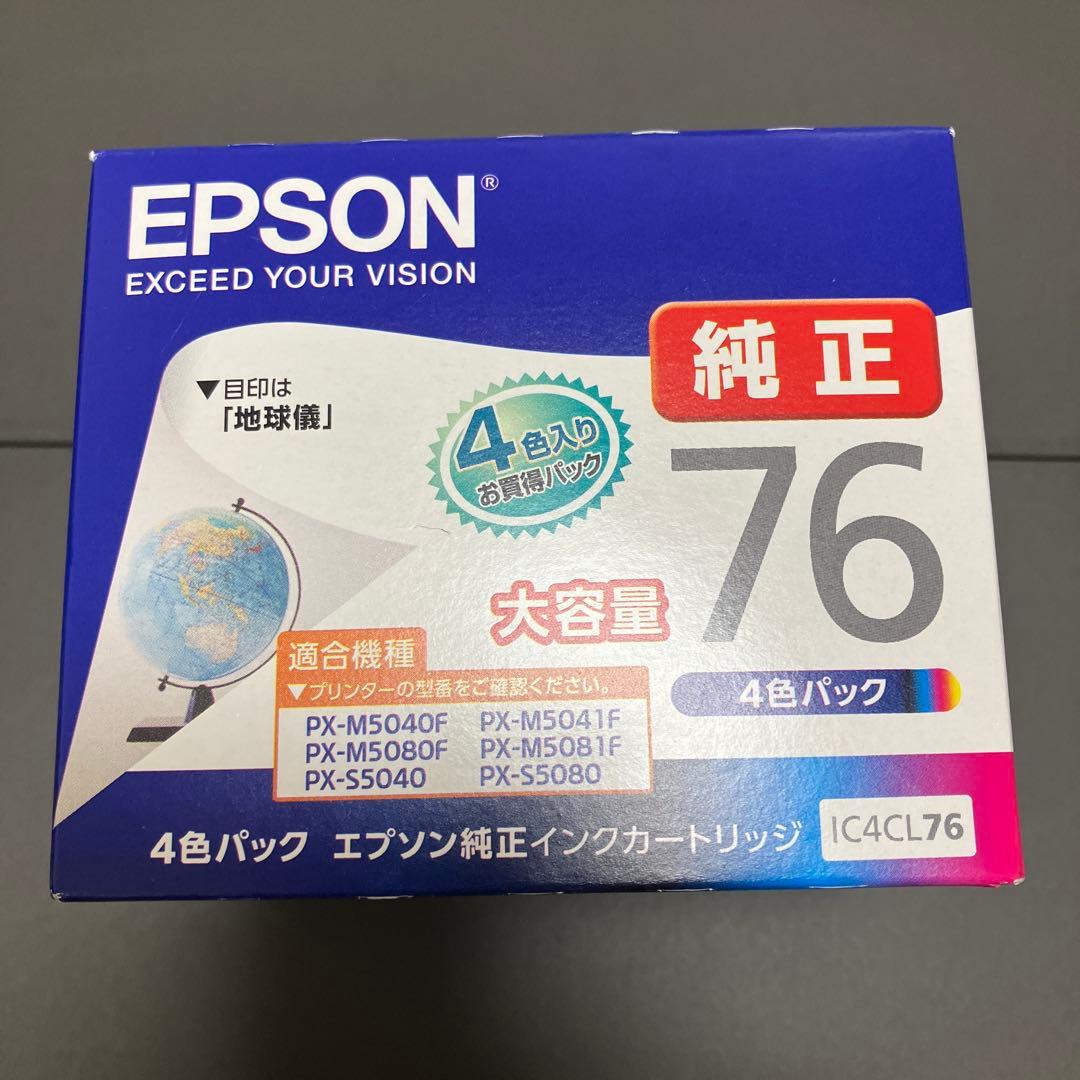 EPSON®
EXCEED YOUR VISION
純正
▼目印は
「地球儀」
4色入り
お買得パック
76
大容量
4色パック
適合機種
▼プリンターの型番をご確認ください。
PX-M5040F PX-M5041F
PX-M5080F PX-M5081F
PX-S5040 PX-S5080
4色パック エプソン純正インクカートリッジ IC4CL76